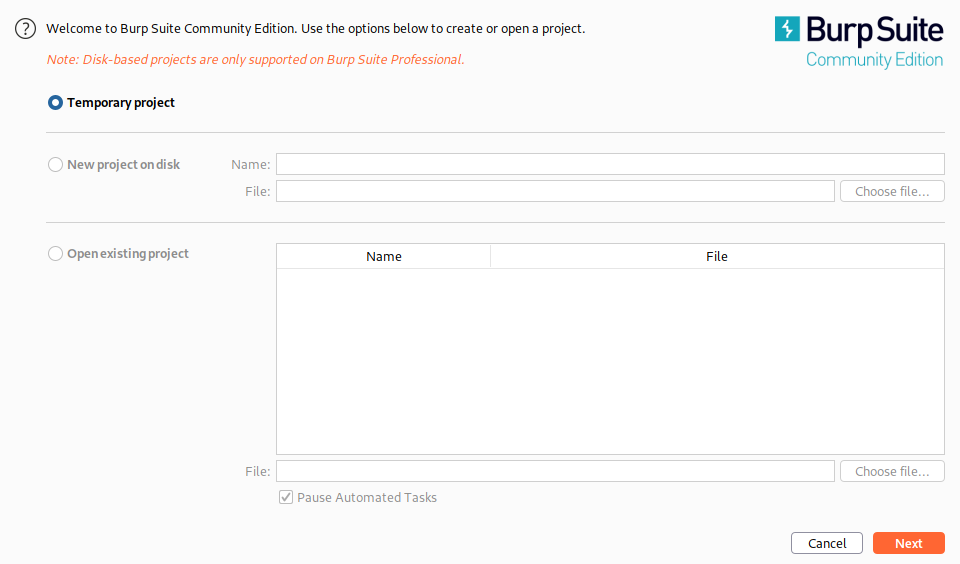 Welcome to Burp Suite Community Edition. Use the options below to create or open a project.
Note: Disk-based projects are only supported on Burp Suite Professional.
Burp Suite
Community Edition
Temporary project
New project on disk
Name:
File:
Choose file...
Open existing project
Name
File
File:
Choose file...
Pause Automated Tasks
Cancel
Next